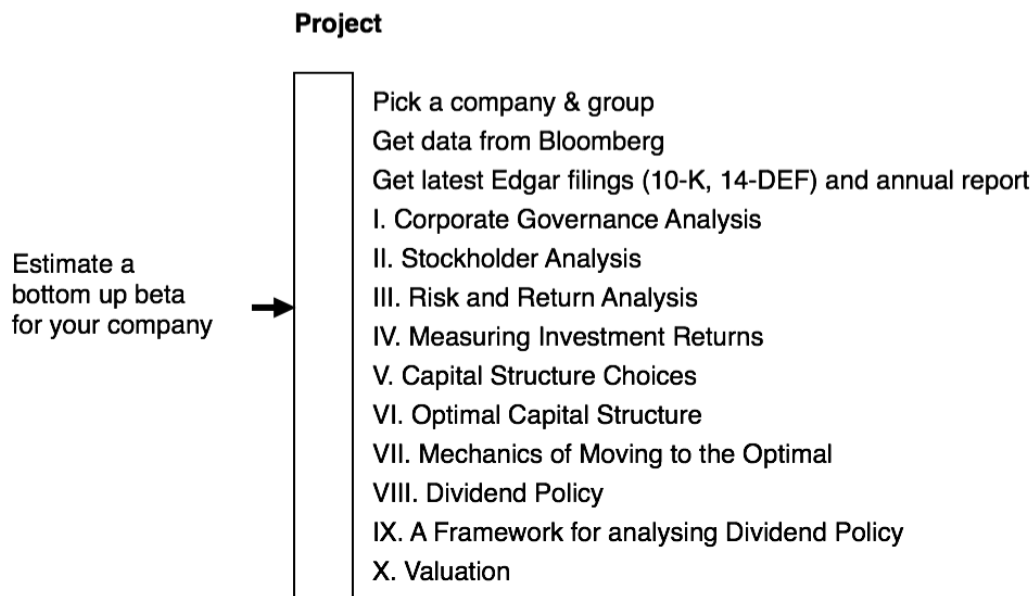 Project
Pick a company & group
Get data from Bloomberg
Get latest Edgar filings (10-K, 14-DEF) and annual report
I. Corporate Governance Analysis
II. Stockholder Analysis
III. Risk and Return Analysis
IV. Measuring Investment Returns
V. Capital Structure Choices
VI. Optimal Capital Structure
VII. Mechanics of Moving to the Optimal
VIII. Dividend Policy
IX. A Framework for analysing Dividend Policy
X. Valuation
Estimate a
bottom up beta
for your company